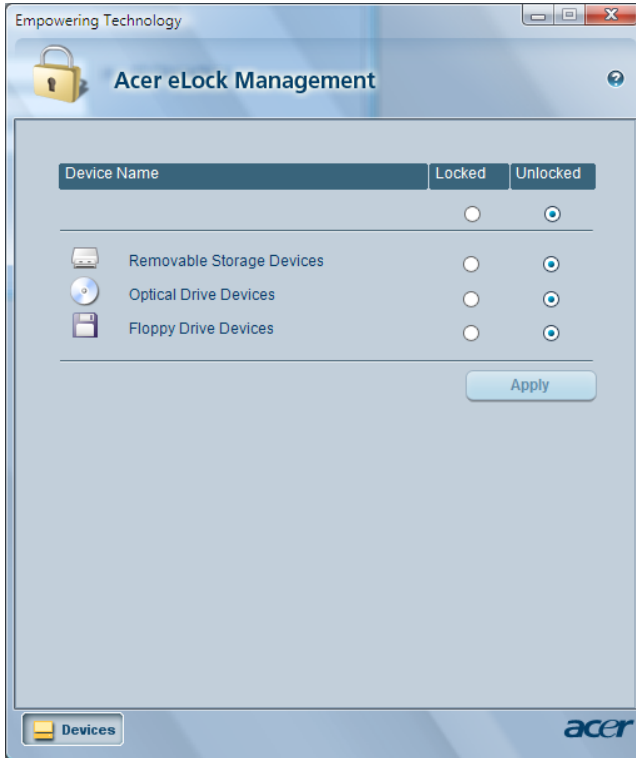 Empowering Technology
Acer eLock Management
Device Name Locked Unlocked
Removable Storage Devices
Optical Drive Devices
Floppy Drive Devices
Apply
Devices
acer